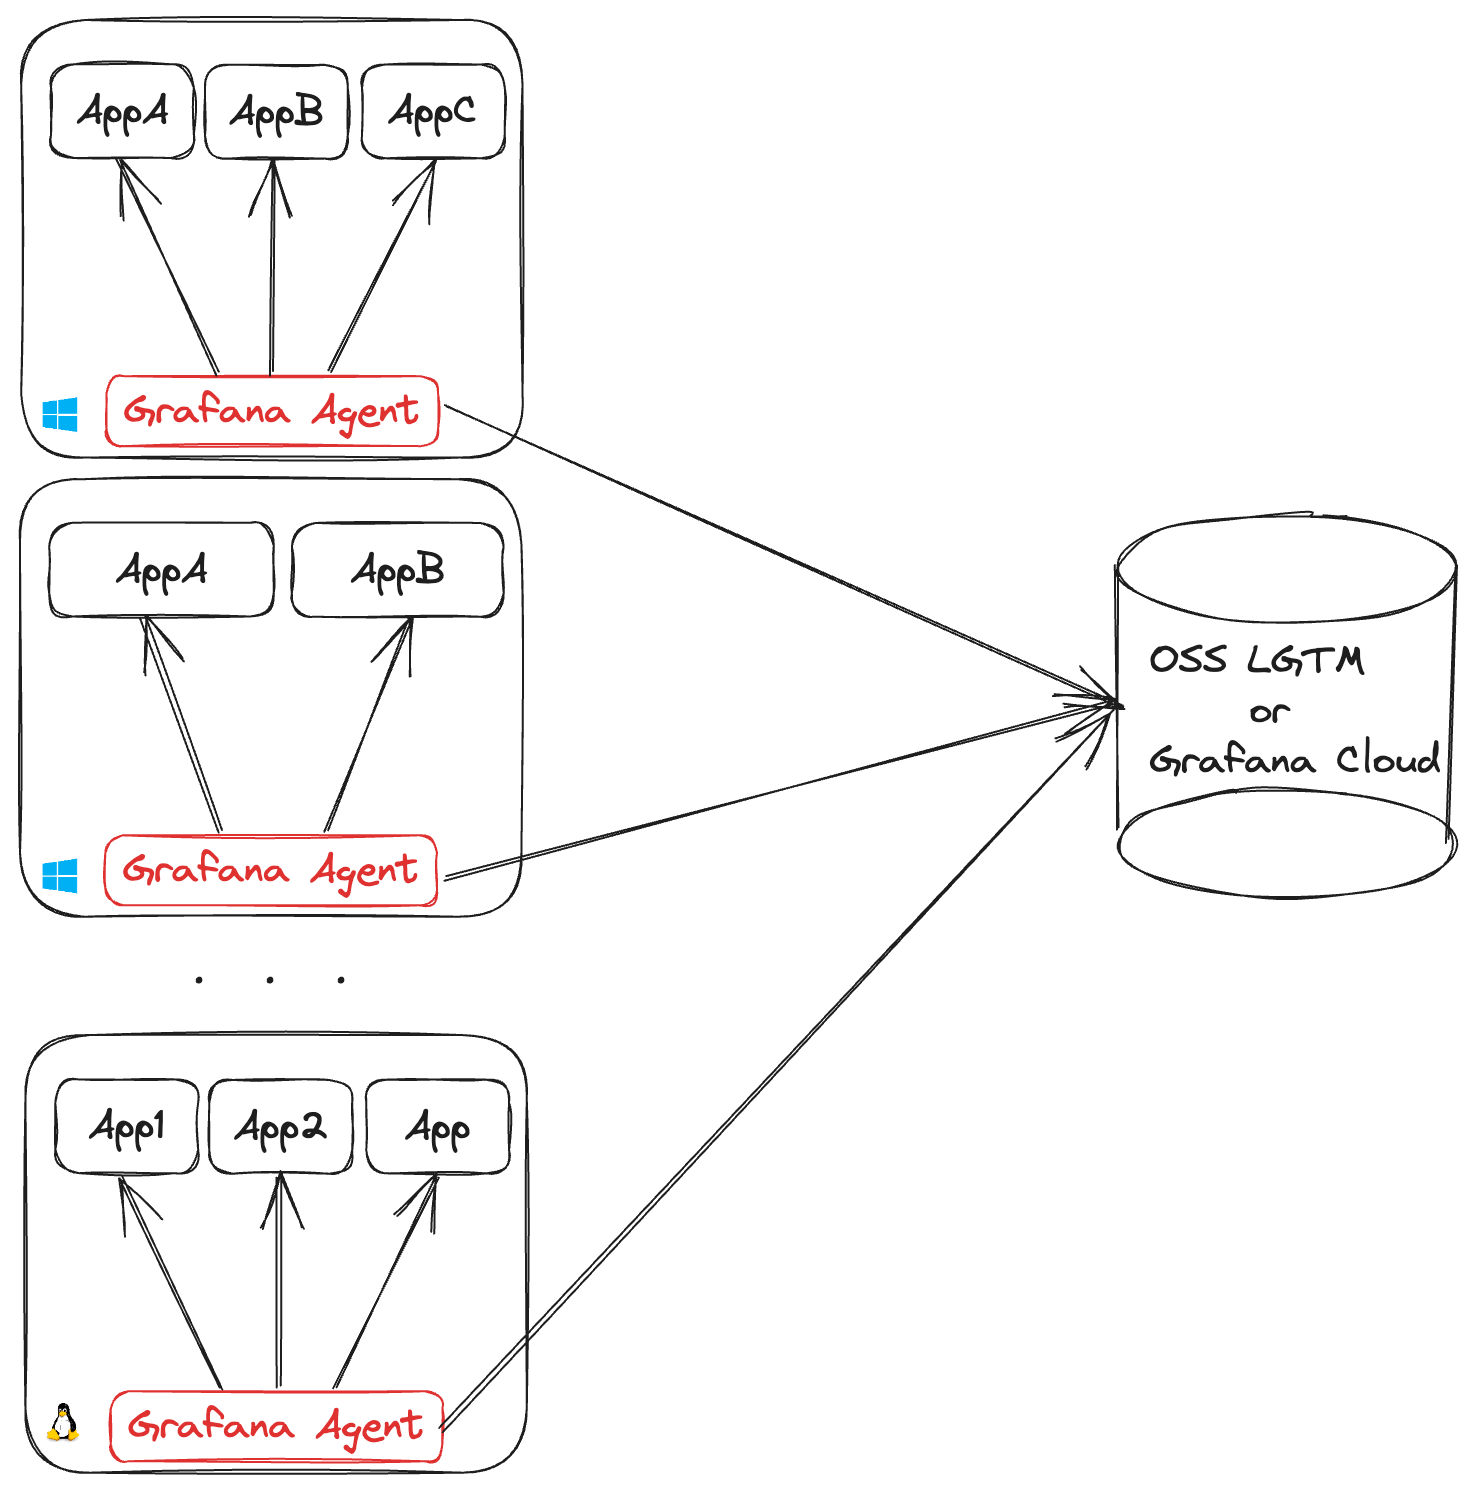 AppA
AppB
AppC
Grafana Agent
AppA
AppB
Grafana Agent
. . .
App1
App2
App
Grafana Agent
OSS LGTM
or
Grafana Cloud